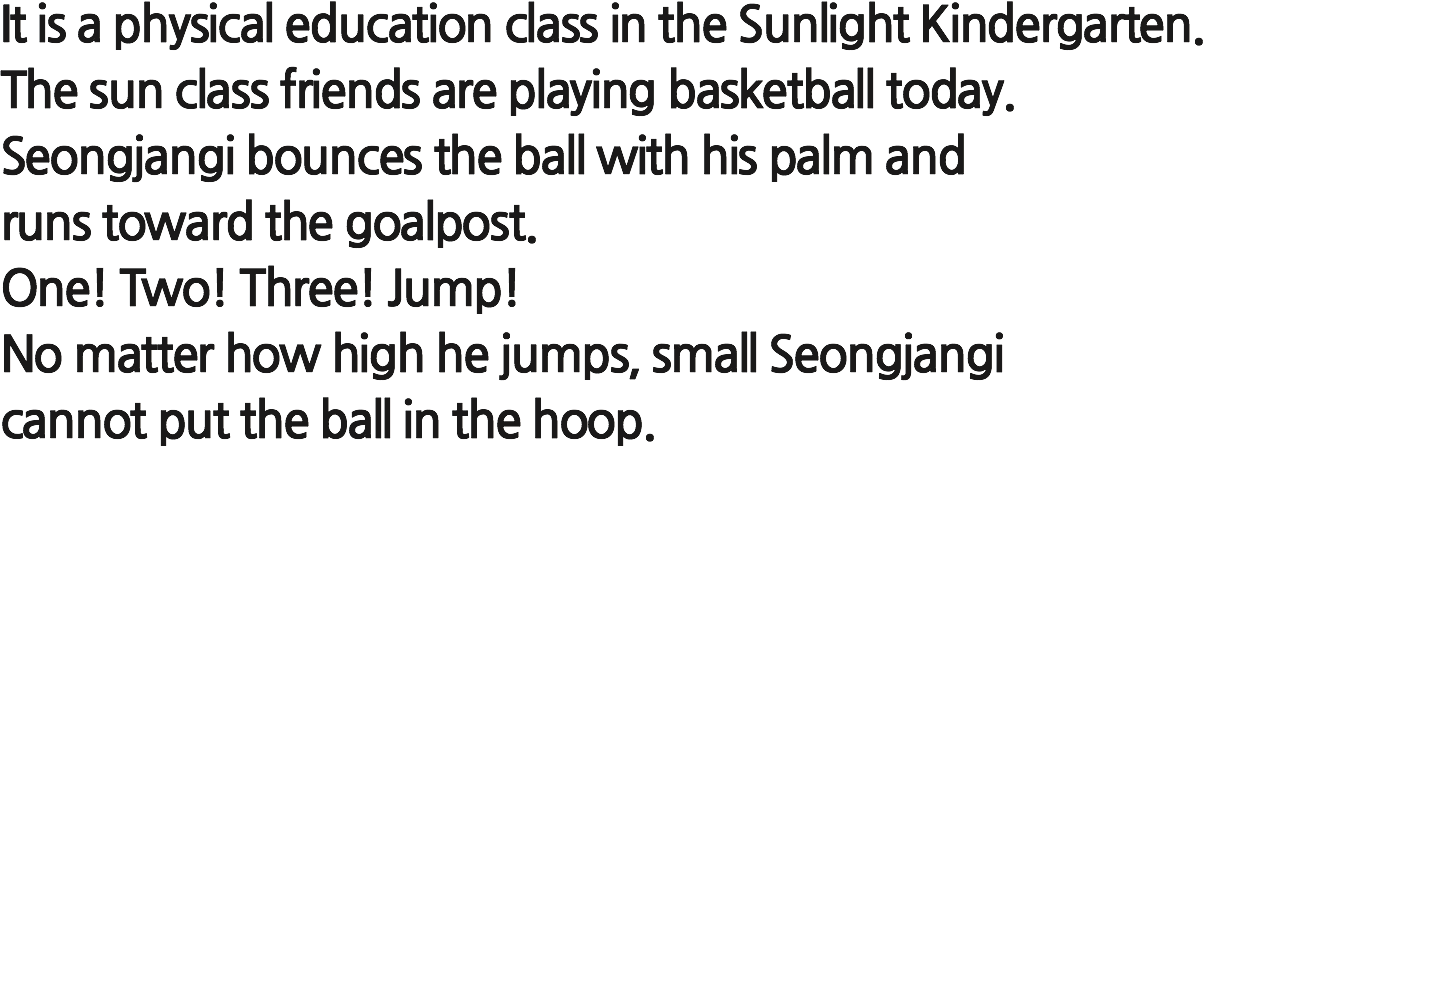 It is a physical education class in the Sunlight Kindergarten.
The sun class friends are playing basketball today.
Seongjangi bounces the ball with his palm and
runs toward the goalpost.
One! Two! Three! Jump!
No matter how high he jumps, small Seongjangi
cannot put the ball in the hoop.